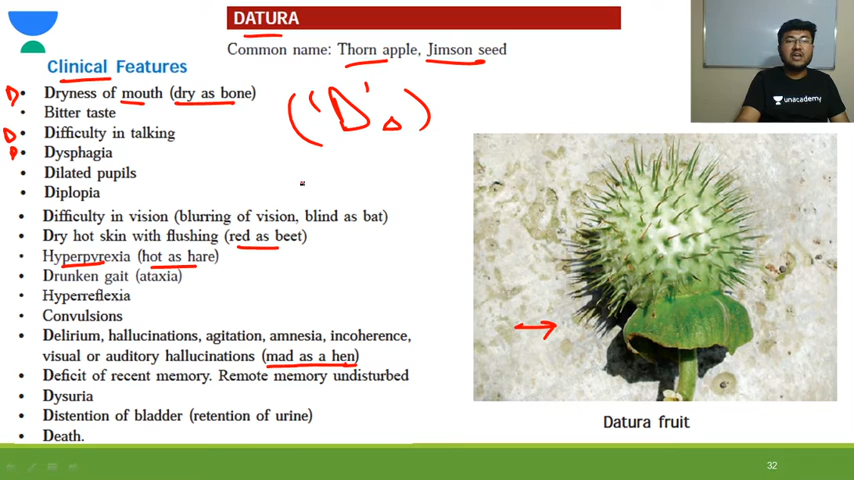 DATURA
Common name: Thorn apple, Jimson seed
unacademy
Clinical Features
D • Dryness of mouth (dry as bone)
('D'
• Bitter taste
D • Difficulty in talking
• Dysphagia
• Dilated pupils
• Diplopia
• Difficulty in vision (blurring of vision, blind as bat)
• Dry hot skin with flushing (red as beet)
• Hyperpyrexia (hot as hare)
• Drunken gait (ataxia)
• Hyperreflexia
• Convulsions
• Delirium, hallucinations, agitation, amnesia, incoherence,
visual or auditory hallucinations (mad as a hen)
• Deficit of recent memory. Remote memory undisturbed
• Dysuria
• Distention of bladder (retention of urine)
• Death.
Datura fruit
32